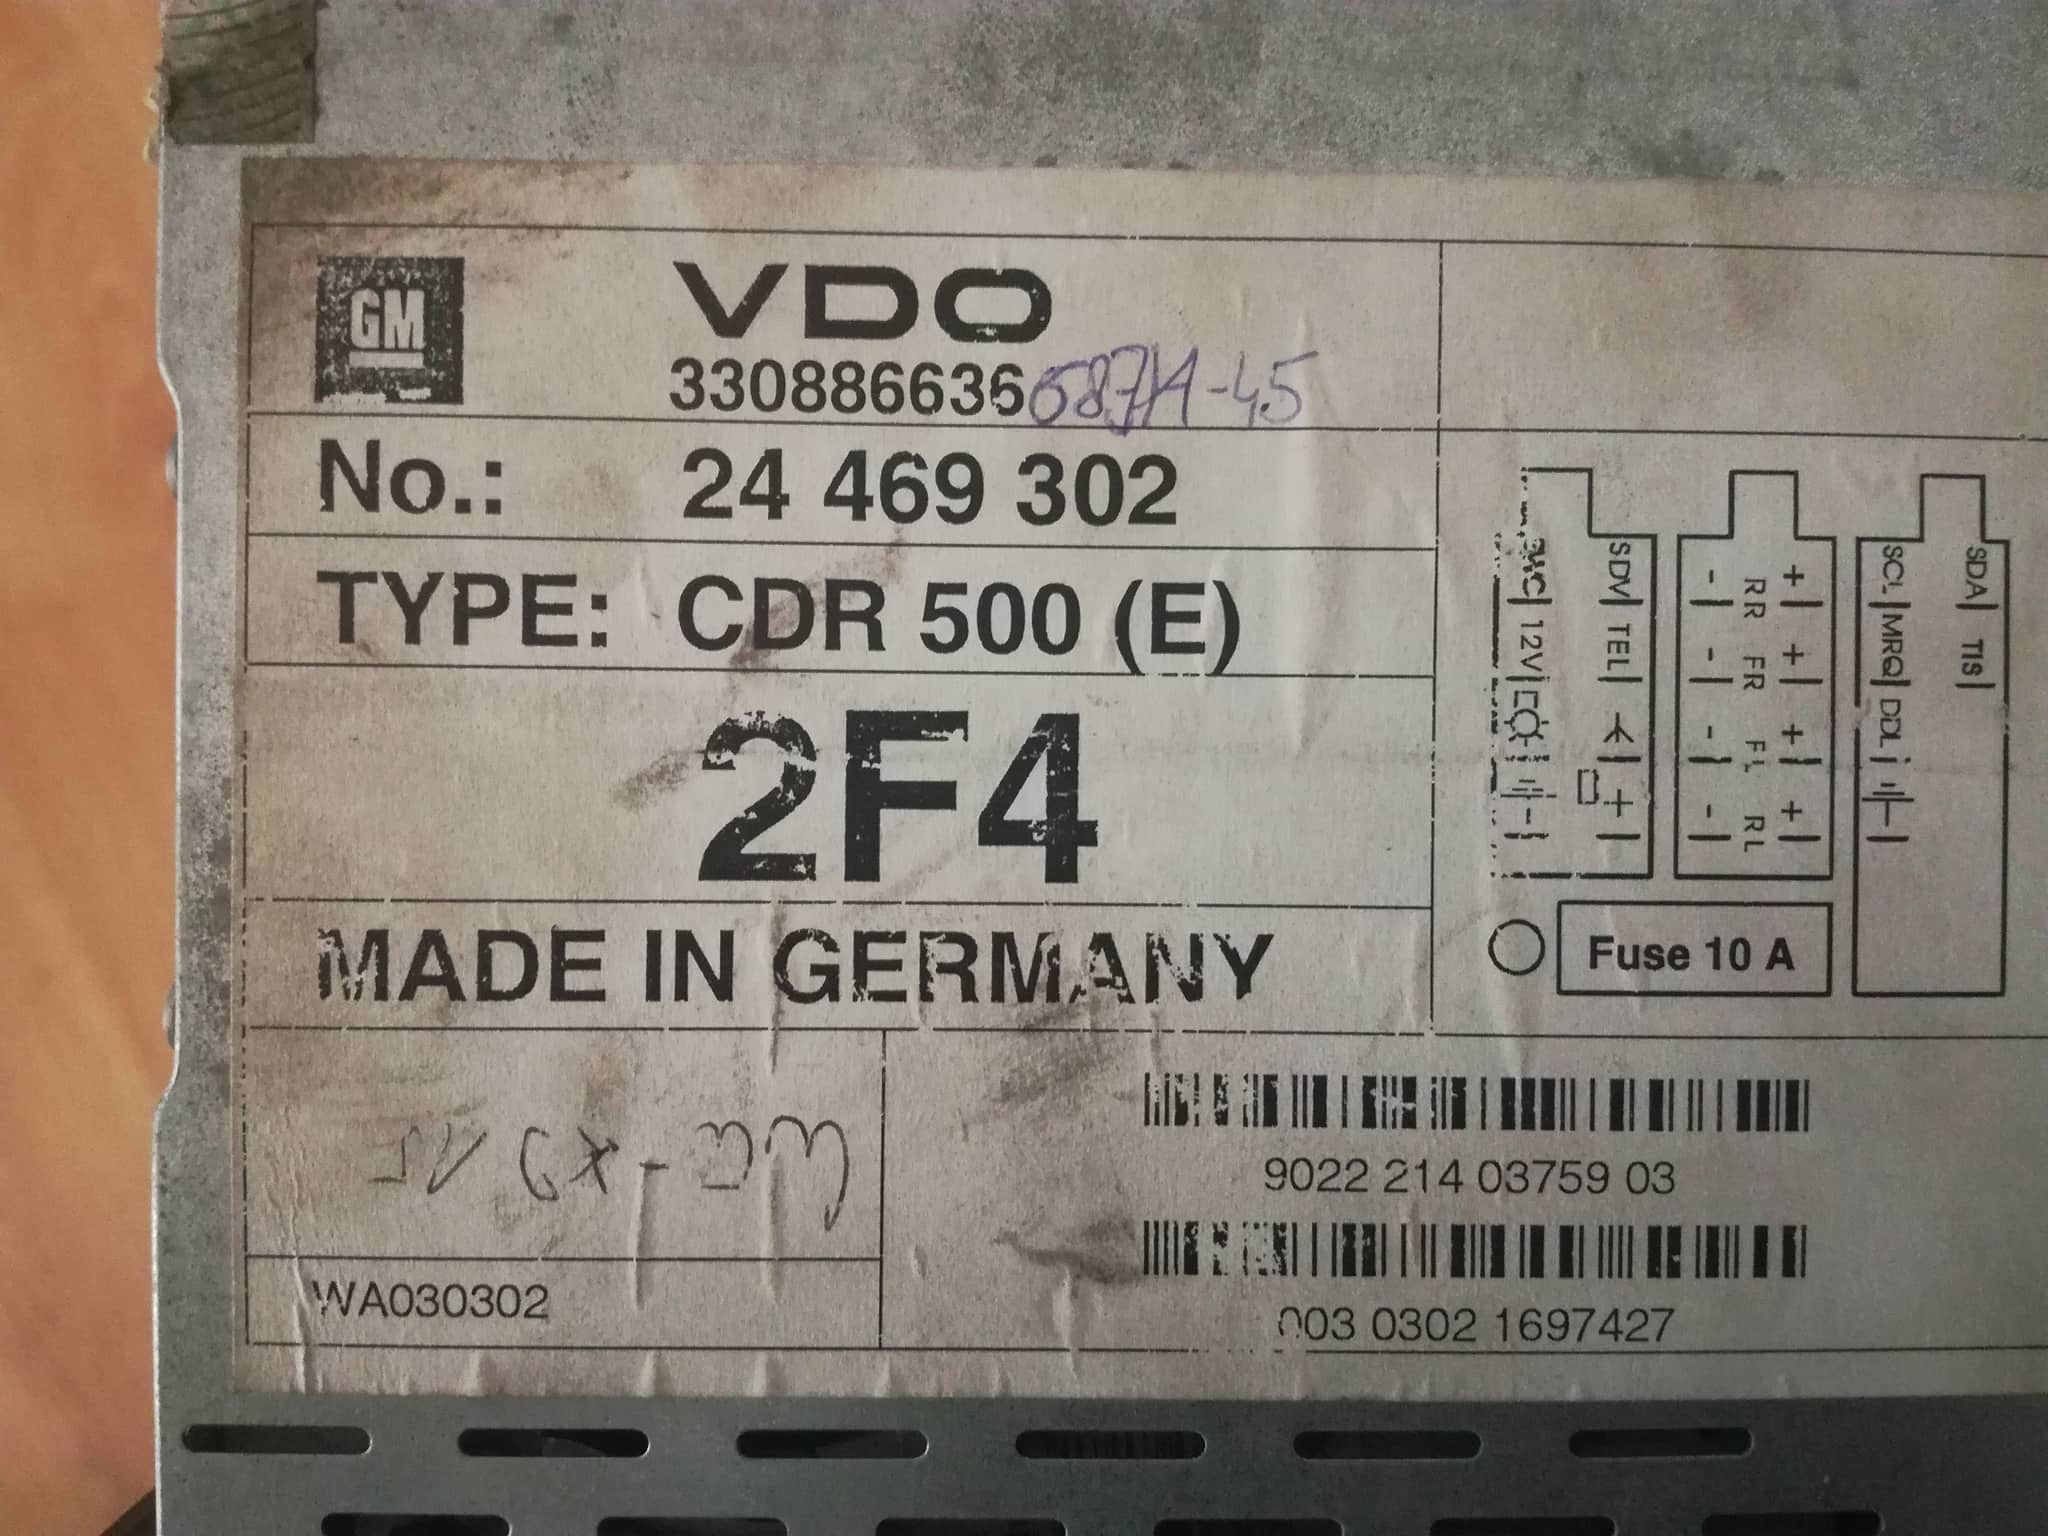 GM
VDO
330886636
No.: 24 469 302
TYPE: CDR 500 (E)
2F4
MADE IN GERMANY
WA030302
SDV TEL
12V
+ + + +
RR FR FL RL
- - - -
SDA TIS
SCL MRQ DDL
Fuse 10 A
9022 214 03759 03
003 0302 1697427